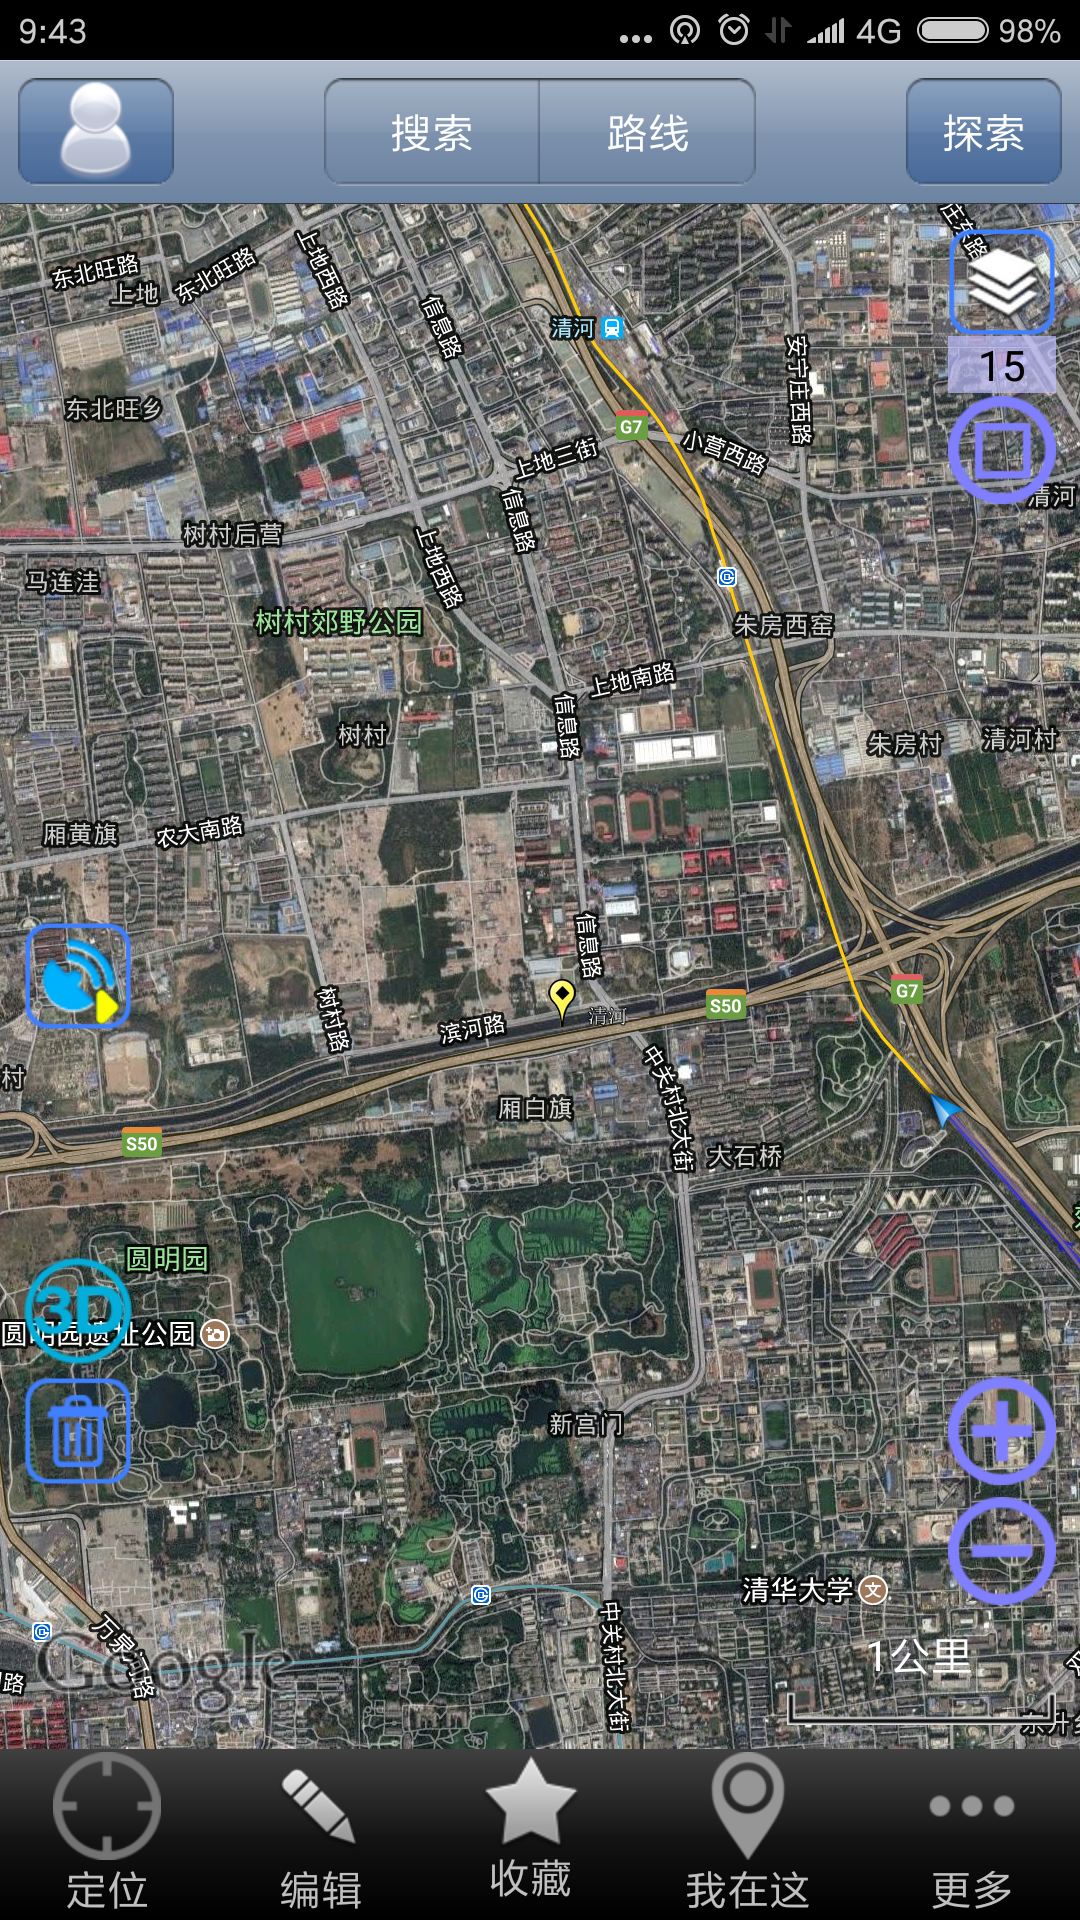 9:43
4G 98%
搜索
路线
探索
庄东路
东北旺路
东北旺路
上地西路
上地
信息路
清河
15
安宁庄西路
东北旺乡
G7
小营西路
上地三街
清河
信息路
树村后营
上地西路
马连洼
树村郊野公园
朱房西窑
上地南路
信息路
树村
朱房村
清河村
厢黄旗
农大南路
信息路
G7
S50
树村路
滨河路
清河
村
中关村北大街
厢白旗
S50
大石桥
圆明园
3D
圆明园遗址公园
新宫门
清华大学
文
万泉河路
中关村北大街
1公里
Google
路
定位
编辑
收藏
我在这
更多